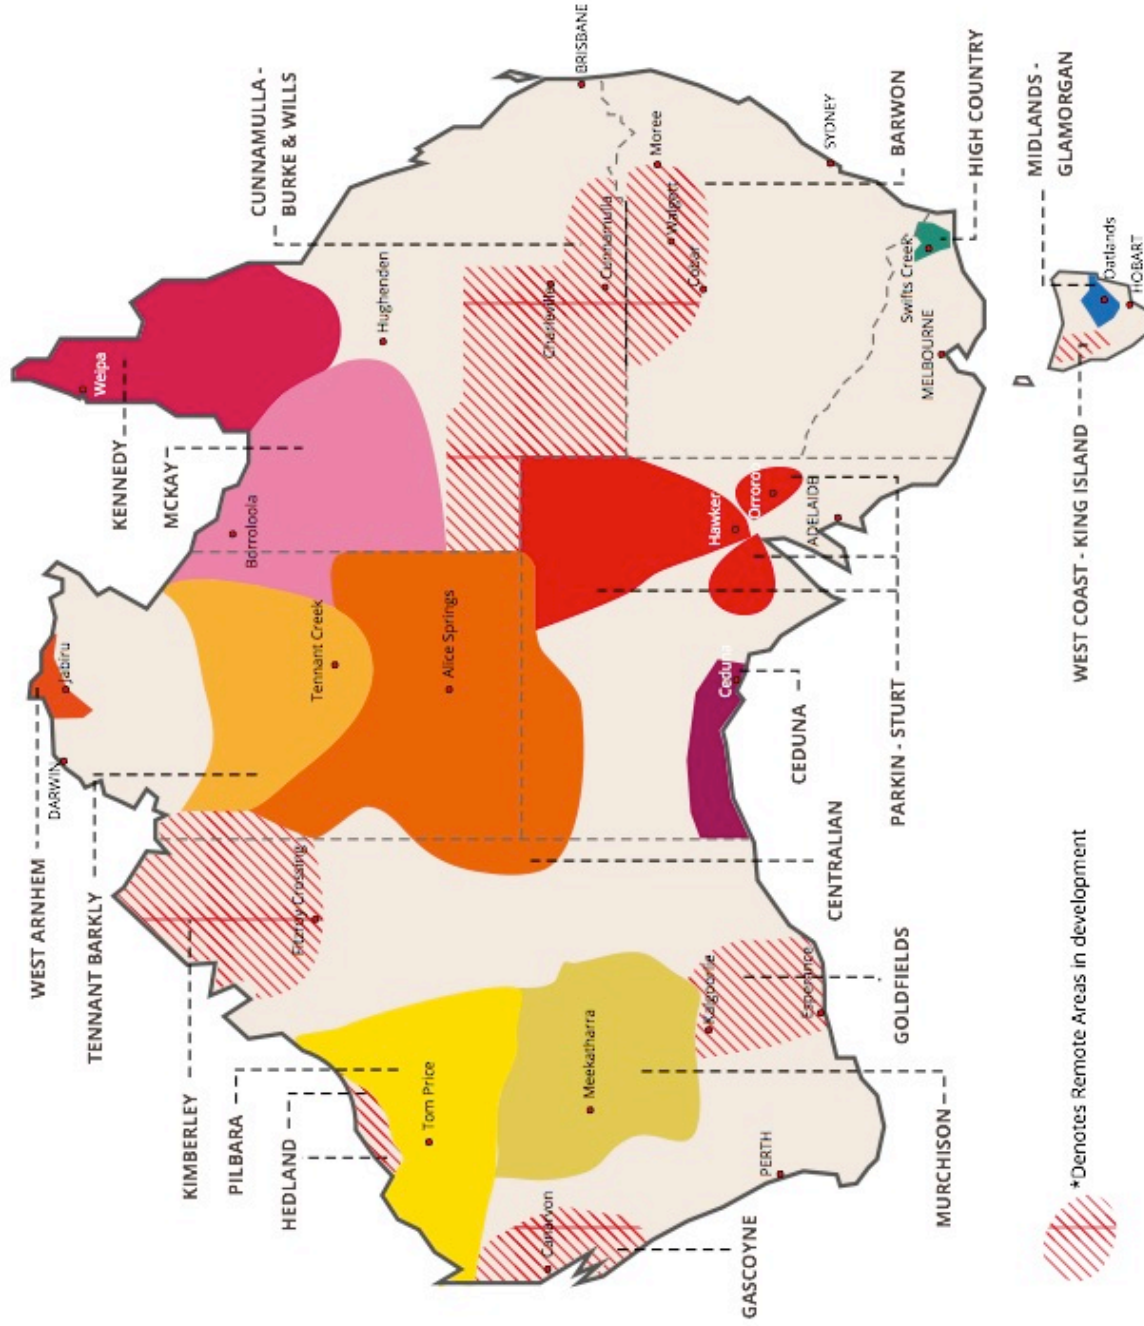 WEST ARNHEM
DARWIN
Jabiru
TENNANT BARKLY
KENNEDY
Weipa
MCKAY
KIMBERLEY
PILBARA
HEDLAND
Borroloola
CUNNAMULLA -
BURKE & WILLS
Fitzroy Crossing
Tennant Creek
Hughenden
Tom Price
Alice Springs
Canarvon
Charleville
BRISBANE
Meekatharra
Cunnamulla
Moree
Walgett
Cobar
Kalgoorlie
Hawker
Ceduna
Orroroo
GASCOYNE
PERTH
CEDUNA
Esperance
ADELAIDE
SYDNEY
CENTRALIAN
GOLDFIELDS
PARKIN - STURT
BARWON
Swifts Creek
MELBOURNE
MURCHISON
HIGH COUNTRY
MIDLANDS -
GLAMORGAN
*Denotes Remote Areas in development
WEST COAST - KING ISLAND
Oatlands
HOBART